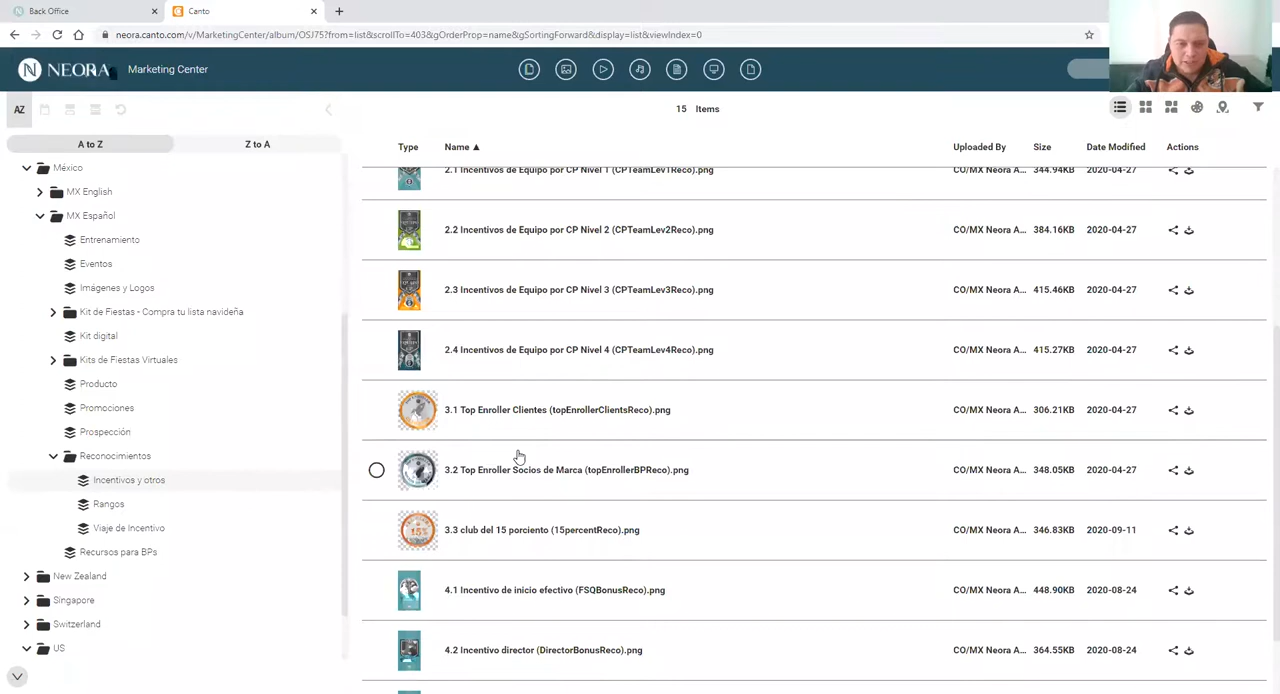 Back Office
Canto
neora.canto.com/v/MarketingCenter/album/OSJ75?from=list&scrollTo=403&gOrderProp=name&gSortingForward&display=list&viewIndex=0
NEORA Marketing Center
AZ
15 Items
A to Z Z to A
Type Name ▲ Uploaded By Size Date Modified Actions
México
MX English
MX Español
Entrenamiento
Eventos
Imágenes y Logos
Kit de Fiestas - Compra tu lista navideña
Kit digital
Kits de Fiestas Virtuales
Producto
Promociones
Prospección
Reconocimientos
Incentivos y otros
Rangos
Viaje de Incentivo
Recursos para BPs
New Zealand
Singapore
Switzerland
US
2.1 Incentivos de Equipo por CP Nivel 1 (CPTeamLev1Reco).png CO/MX Neora A... 344.94KB 2020-04-27
2.2 Incentivos de Equipo por CP Nivel 2 (CPTeamLev2Reco).png CO/MX Neora A... 384.16KB 2020-04-27
2.3 Incentivos de Equipo por CP Nivel 3 (CPTeamLev3Reco).png CO/MX Neora A... 415.46KB 2020-04-27
2.4 Incentivos de Equipo por CP Nivel 4 (CPTeamLev4Reco).png CO/MX Neora A... 415.27KB 2020-04-27
3.1 Top Enroller Clientes (topEnrollerClientsReco).png CO/MX Neora A... 306.21KB 2020-04-27
3.2 Top Enroller Socios de Marca (topEnrollerBPReco).png CO/MX Neora A... 348.05KB 2020-04-27
3.3 club del 15 porciento (15percentReco).png CO/MX Neora A... 346.83KB 2020-09-11
4.1 Incentivo de inicio efectivo (FSQBonusReco).png CO/MX Neora A... 448.90KB 2020-08-24
4.2 Incentivo director (DirectorBonusReco).png CO/MX Neora A... 364.55KB 2020-08-24
15%